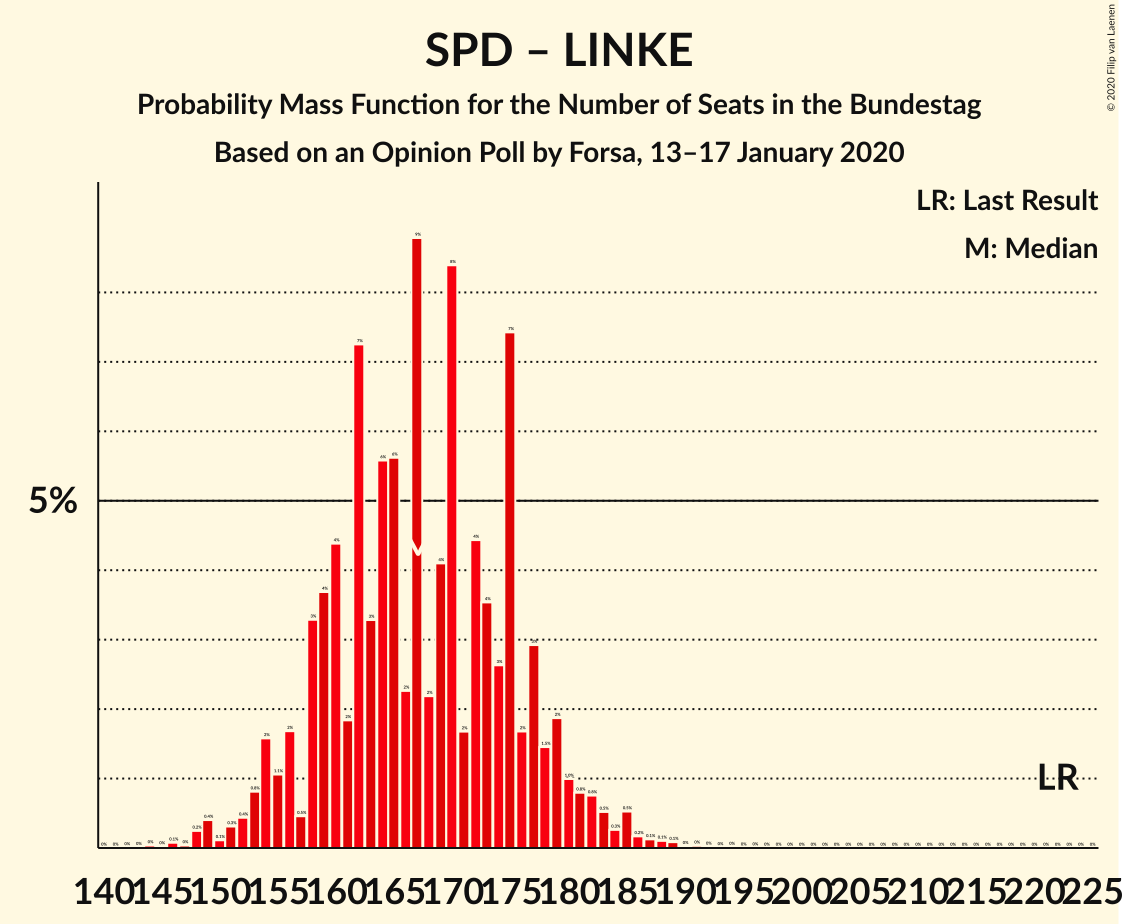 SPD – LINKE
Probability Mass Function for the Number of Seats in the Bundestag
Based on an Opinion Poll by Forsa, 13–17 January 2020
© 2020 Filip van Laenen
LR: Last Result
M: Median
5%
M
LR
140 145 150 155 160 165 170 175 180 185 190 195 200 205 210 215 220 225